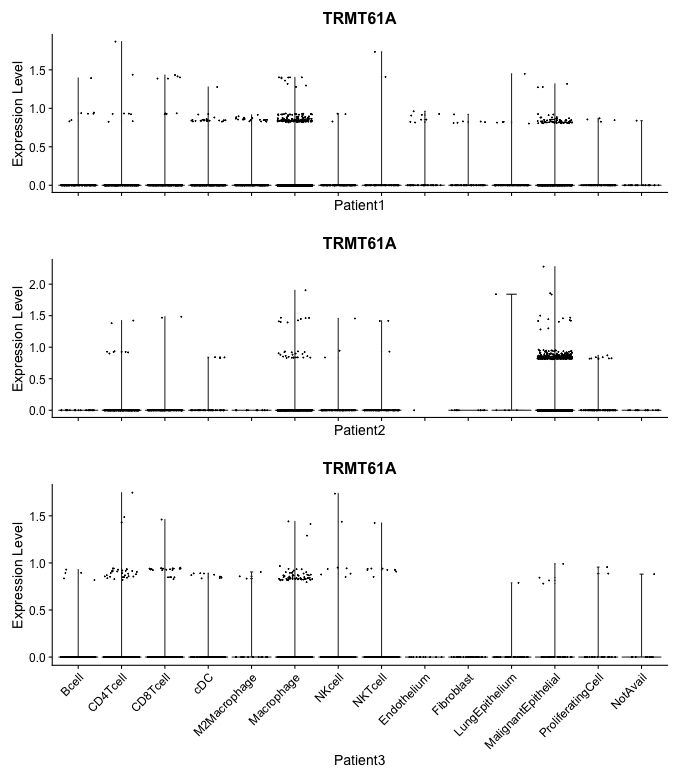 TRMT61A
Expression Level
1.5
1.0
0.5
0.0
Patient1
TRMT61A
Expression Level
2.0
1.5
1.0
0.5
0.0
Patient2
TRMT61A
Expression Level
1.5
1.0
0.5
0.0
Bcell
CD4Tcell
CD8Tcell
cDC
M2Macrophage
Macrophage
NKcell
NKTcell
Endothelium
Fibroblast
LungEpithelium
MalignantEpithelial
ProliferatingCell
NotAvail
Patient3